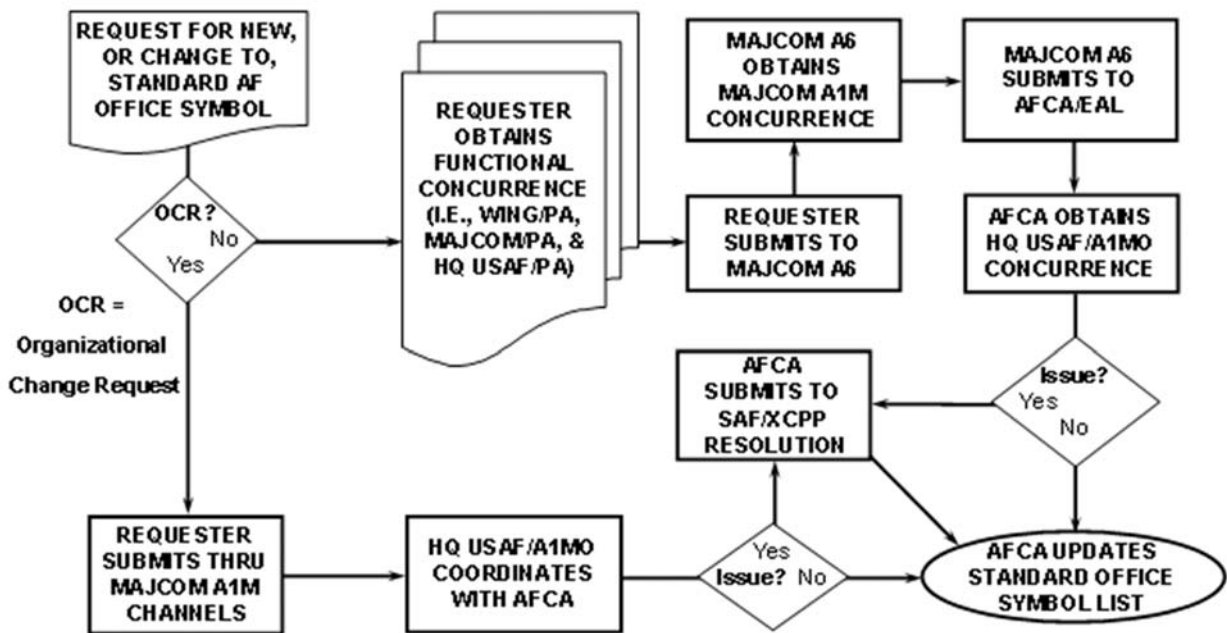 REQUEST FOR NEW,
OR CHANGE TO,
STANDARD AF
OFFICE SYMBOL
OCR?
No
Yes
OCR =
Organizational
Change Request
REQUESTER
OBTAINS
FUNCTIONAL
CONCURRENCE
(I.E., WING/PA,
MAJCOM/PA, &
HQ USAF/PA)
REQUESTER
SUBMITS TO
MAJCOM A6
MAJCOM A6
OBTAINS
MAJCOM A1M
CONCURRENCE
MAJCOM A6
SUBMITS TO
AFCA/EAL
AFCA OBTAINS
HQ USAF/A1MO
CONCURRENCE
Issue?
Yes
No
AFCA
SUBMITS TO
SAF/XCPP
RESOLUTION
REQUESTER
SUBMITS THRU
MAJCOM A1M
CHANNELS
HQ USAF/A1MO
COORDINATES
WITH AFCA
Yes
Issue? No
AFCA UPDATES
STANDARD OFFICE
SYMBOL LIST